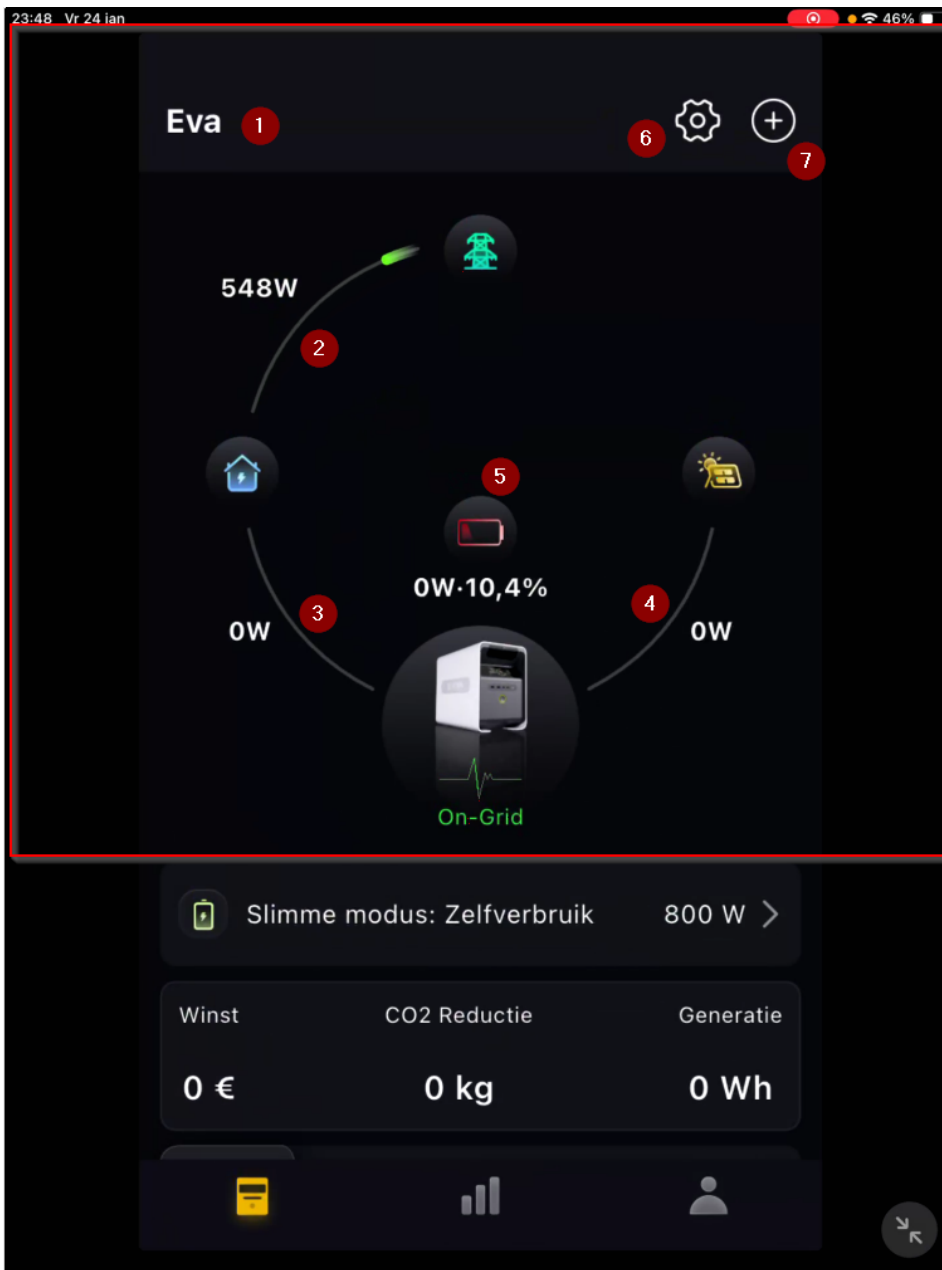 23:48 Vr 24 jan 46%
Eva 1
6
7
548W
2
5
0W·10,4%
3
4
0W
0W
On-Grid
Slimme modus: Zelfverbruik 800 W
Winst CO2 Reductie Generatie
0 € 0 kg 0 Wh